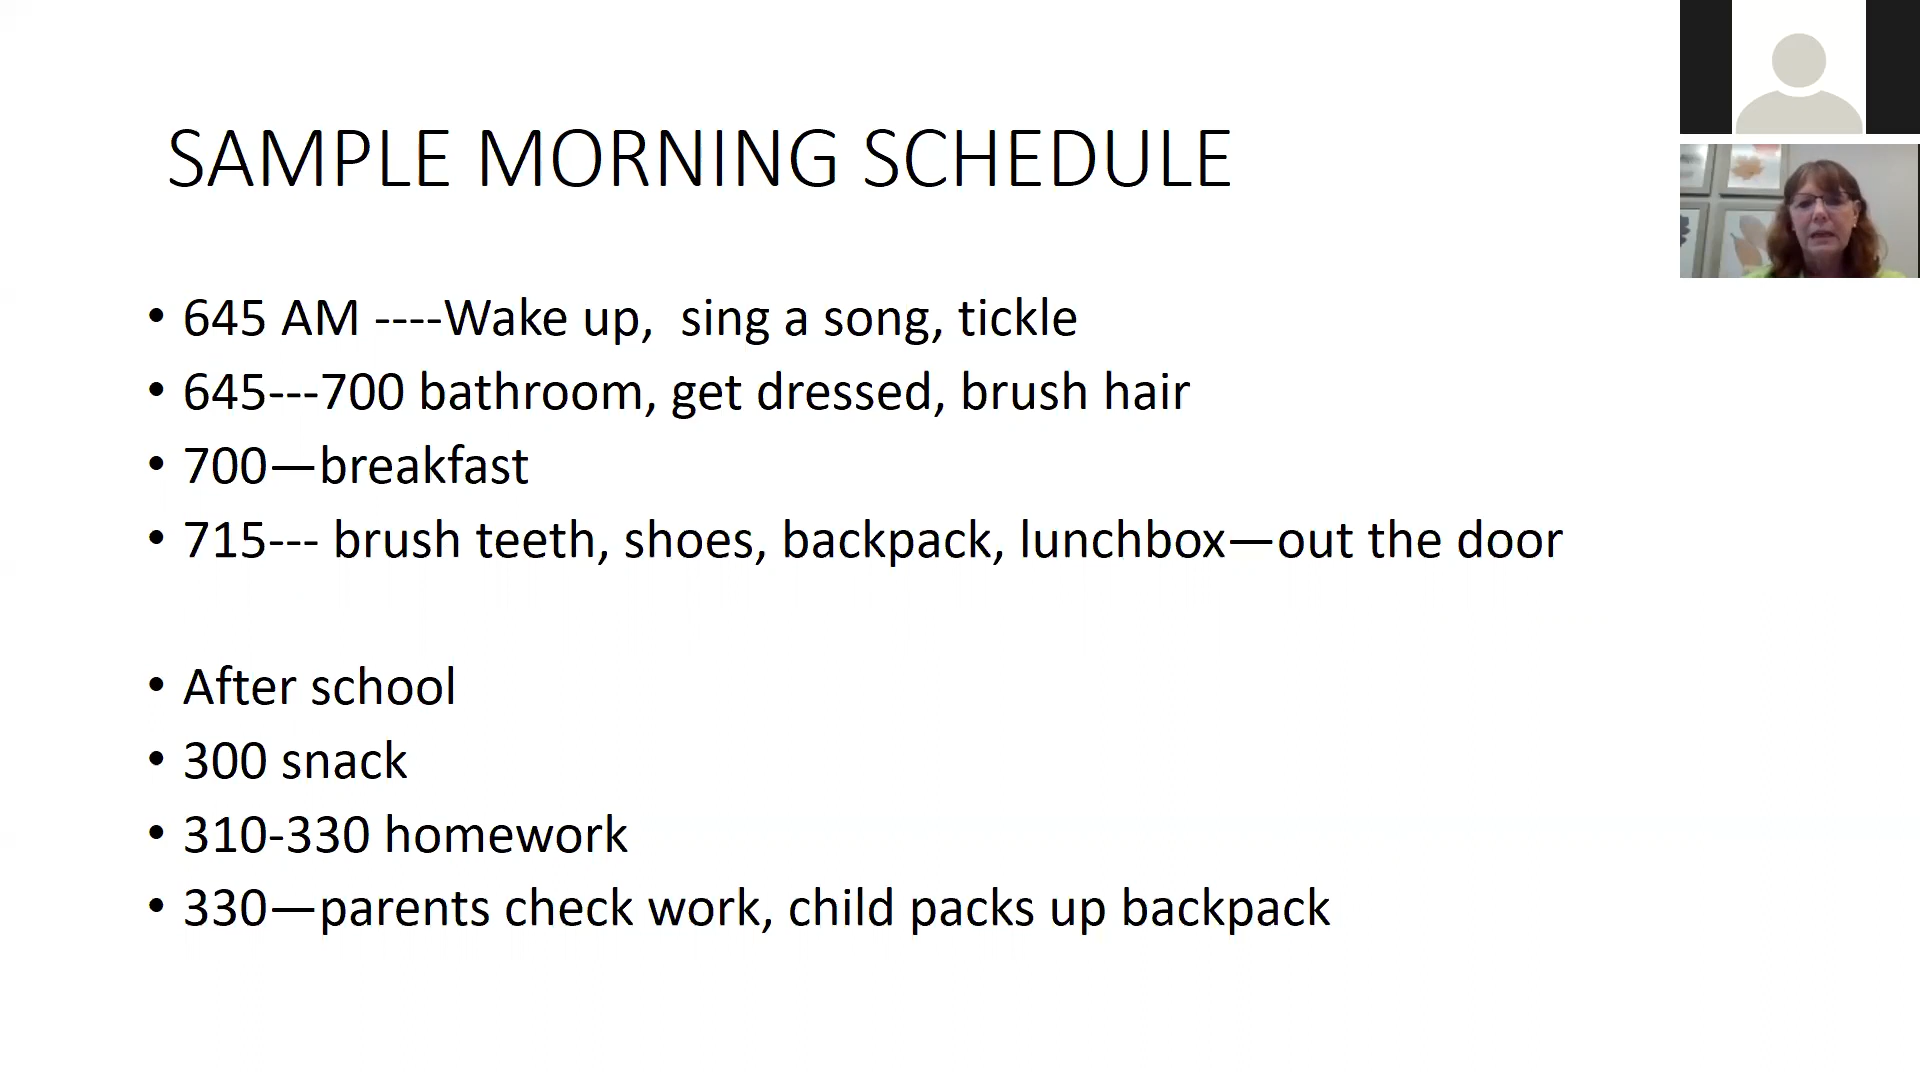 SAMPLE MORNING SCHEDULE
• 645 AM ----Wake up,  sing a song, tickle
• 645---700 bathroom, get dressed, brush hair
• 700—breakfast
• 715--- brush teeth, shoes, backpack, lunchbox—out the door
• After school
• 300 snack
• 310-330 homework
• 330—parents check work, child packs up backpack